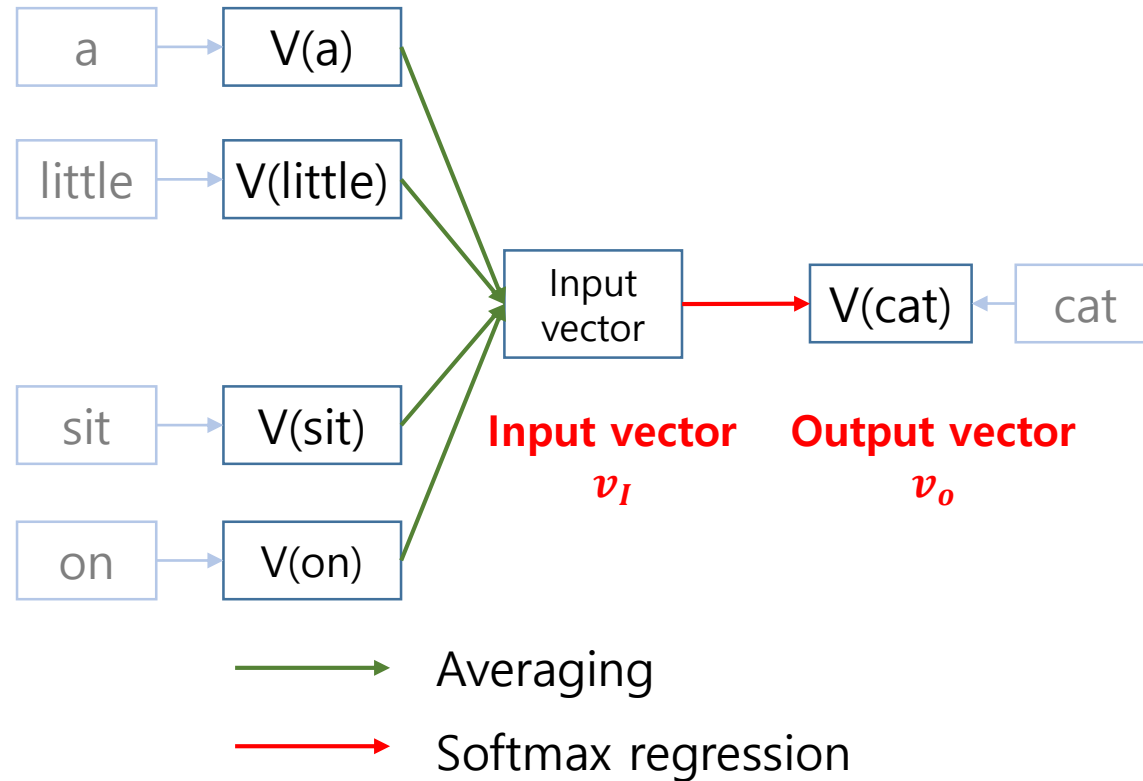 a
V(a)
little
V(little)
Input
vector
V(cat)
cat
sit
V(sit)
Input vector
v_I
Output vector
v_o
on
V(on)
Averaging
Softmax regression